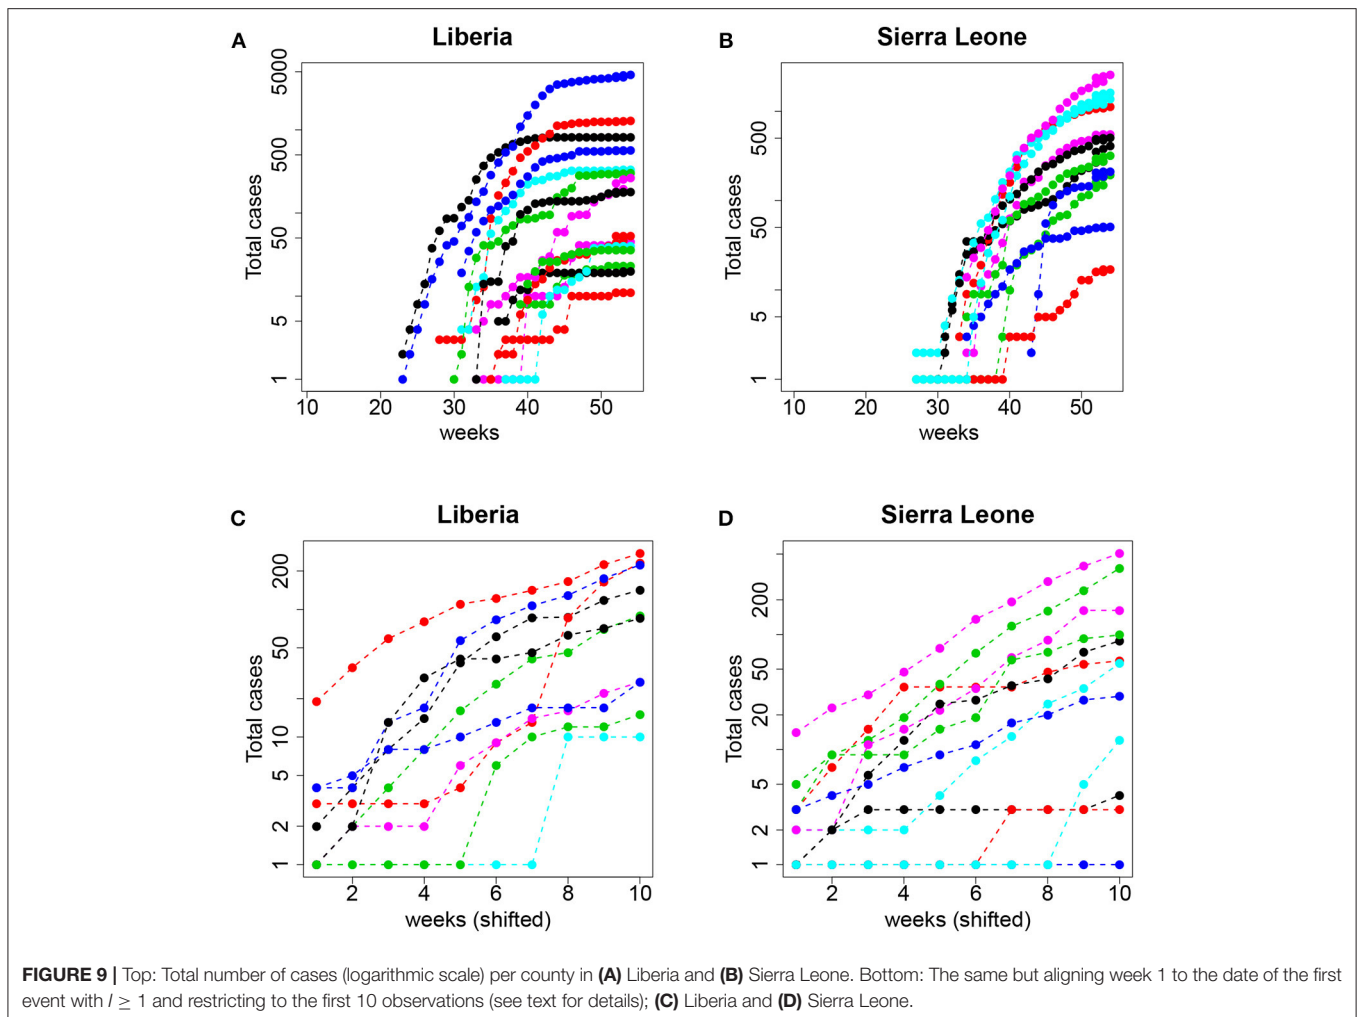 A Liberia
B Sierra Leone
Total cases
5000
500
50
5
1
10 20 30 40 50
weeks
Total cases
500
50
5
1
10 20 30 40 50
weeks
C Liberia
D Sierra Leone
Total cases
200
50
10
5
2
1
2 4 6 8 10
weeks (shifted)
Total cases
200
50
20
5
2
1
2 4 6 8 10
weeks (shifted)
FIGURE 9 | Top: Total number of cases (logarithmic scale) per county in (A) Liberia and (B) Sierra Leone. Bottom: The same but aligning week 1 to the date of the first
event with I ≥ 1 and restricting to the first 10 observations (see text for details); (C) Liberia and (D) Sierra Leone.